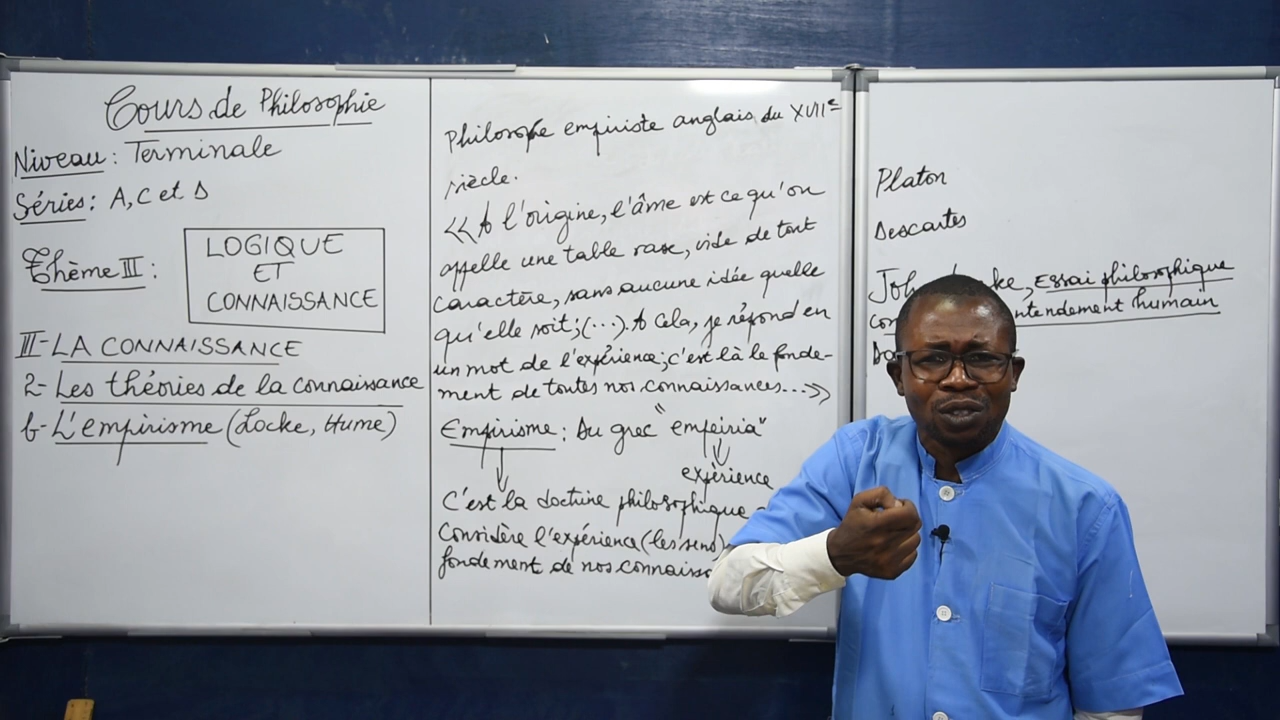 Cours de Philosophie
Niveau : Terminale
Séries : A, C et D
Thème III :
LOGIQUE
ET
CONNAISSANCE
III- LA CONNAISSANCE
2- Les théories de la connaissance
b- L'empirisme (Locke, Hume)
Philosophe empiriste anglais du XVIIe
siècle.
<< A l'origine, l'âme est ce qu'on
appelle une table rase, vide de tout
caractère, sans aucune idée quelle
qu'elle soit ; (...). A cela, je répond en
un mot de l'expérience ; c'est là le fonde-
ment de toutes nos connaissances...>>
Empirisme : Du grec "empeiria"
expérience
C'est la doctrine philosophique
Considère l'expérience (les sens)
fondement de nos
Platon
Descartes
Essai philosophique
humain